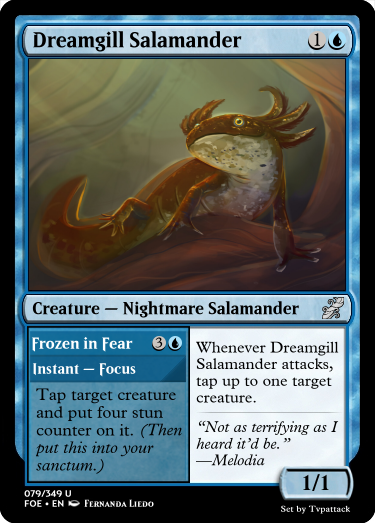 Dreamgill Salamander 1
Creature — Nightmare Salamander
Frozen in Fear 3
Instant — Focus
Tap target creature
and put four stun
counter on it. (Then
put this into your
sanctum.)
Whenever Dreamgill
Salamander attacks,
tap up to one target
creature.
“Not as terrifying as I
heard it’d be.”
—Melodia
1/1
079/349 U
FOE • EN Fernanda Liedo
Set by Tvpattack